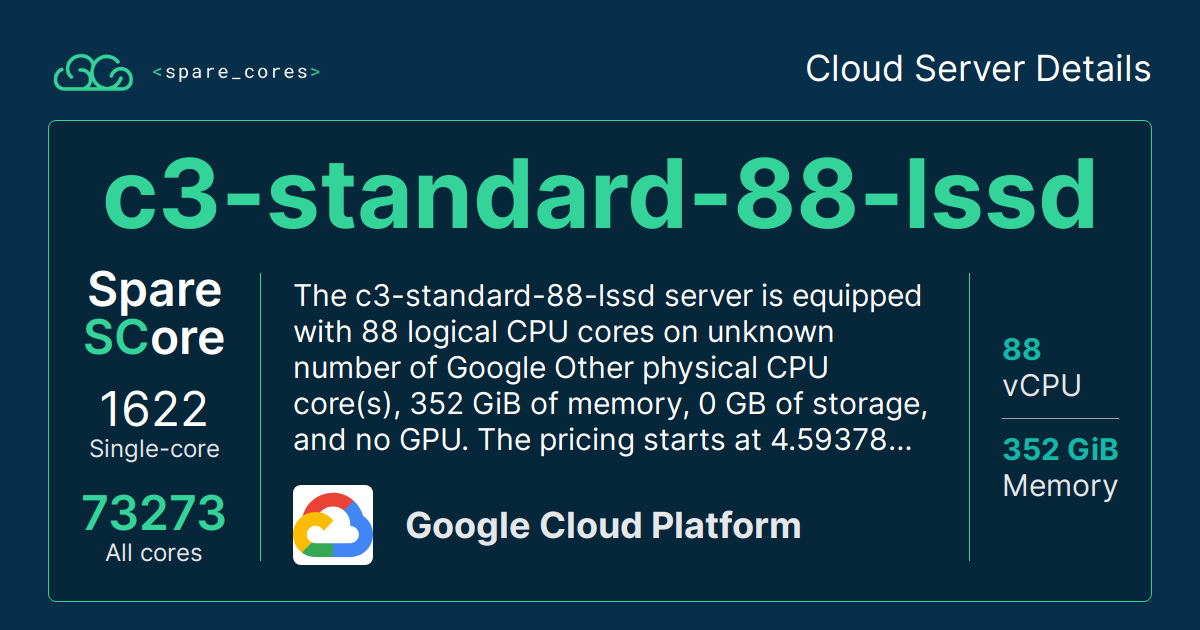 <spare_cores>
Cloud Server Details
c3-standard-88-lssd
Spare
SCore
1622
Single-core
73273
All cores
The c3-standard-88-lssd server is equipped
with 88 logical CPU cores on unknown
number of Google Other physical CPU
core(s), 352 GiB of memory, 0 GB of storage,
and no GPU. The pricing starts at 4.59378...
Google Cloud Platform
88
vCPU
352 GiB
Memory